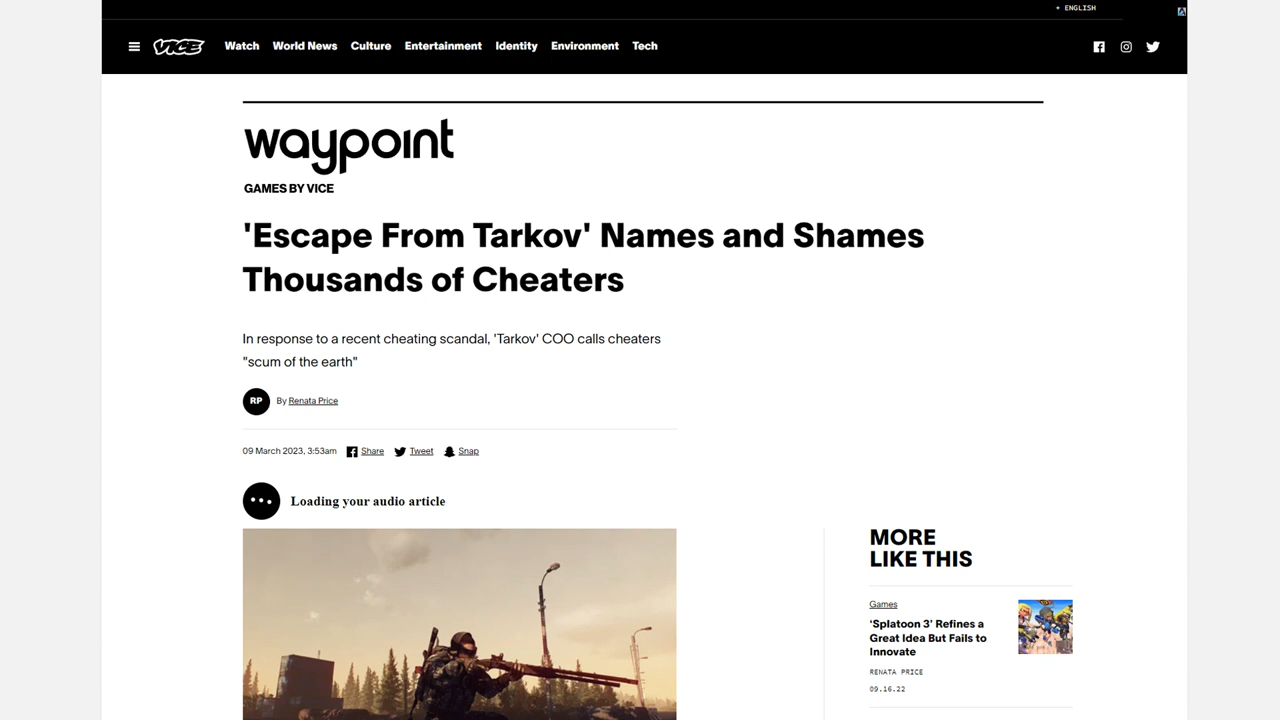 + ENGLISH
VICE
Watch World News Culture Entertainment Identity Environment Tech
waypoint
GAMES BY VICE
'Escape From Tarkov' Names and Shames
Thousands of Cheaters
In response to a recent cheating scandal, 'Tarkov' COO calls cheaters
"scum of the earth"
RP By Renata Price
09 March 2023, 3:53am Share Tweet Snap
Loading your audio article
MORE
LIKE THIS
Games
‘Splatoon 3’ Refines a
Great Idea But Fails to
Innovate
RENATA PRICE
09.16.22